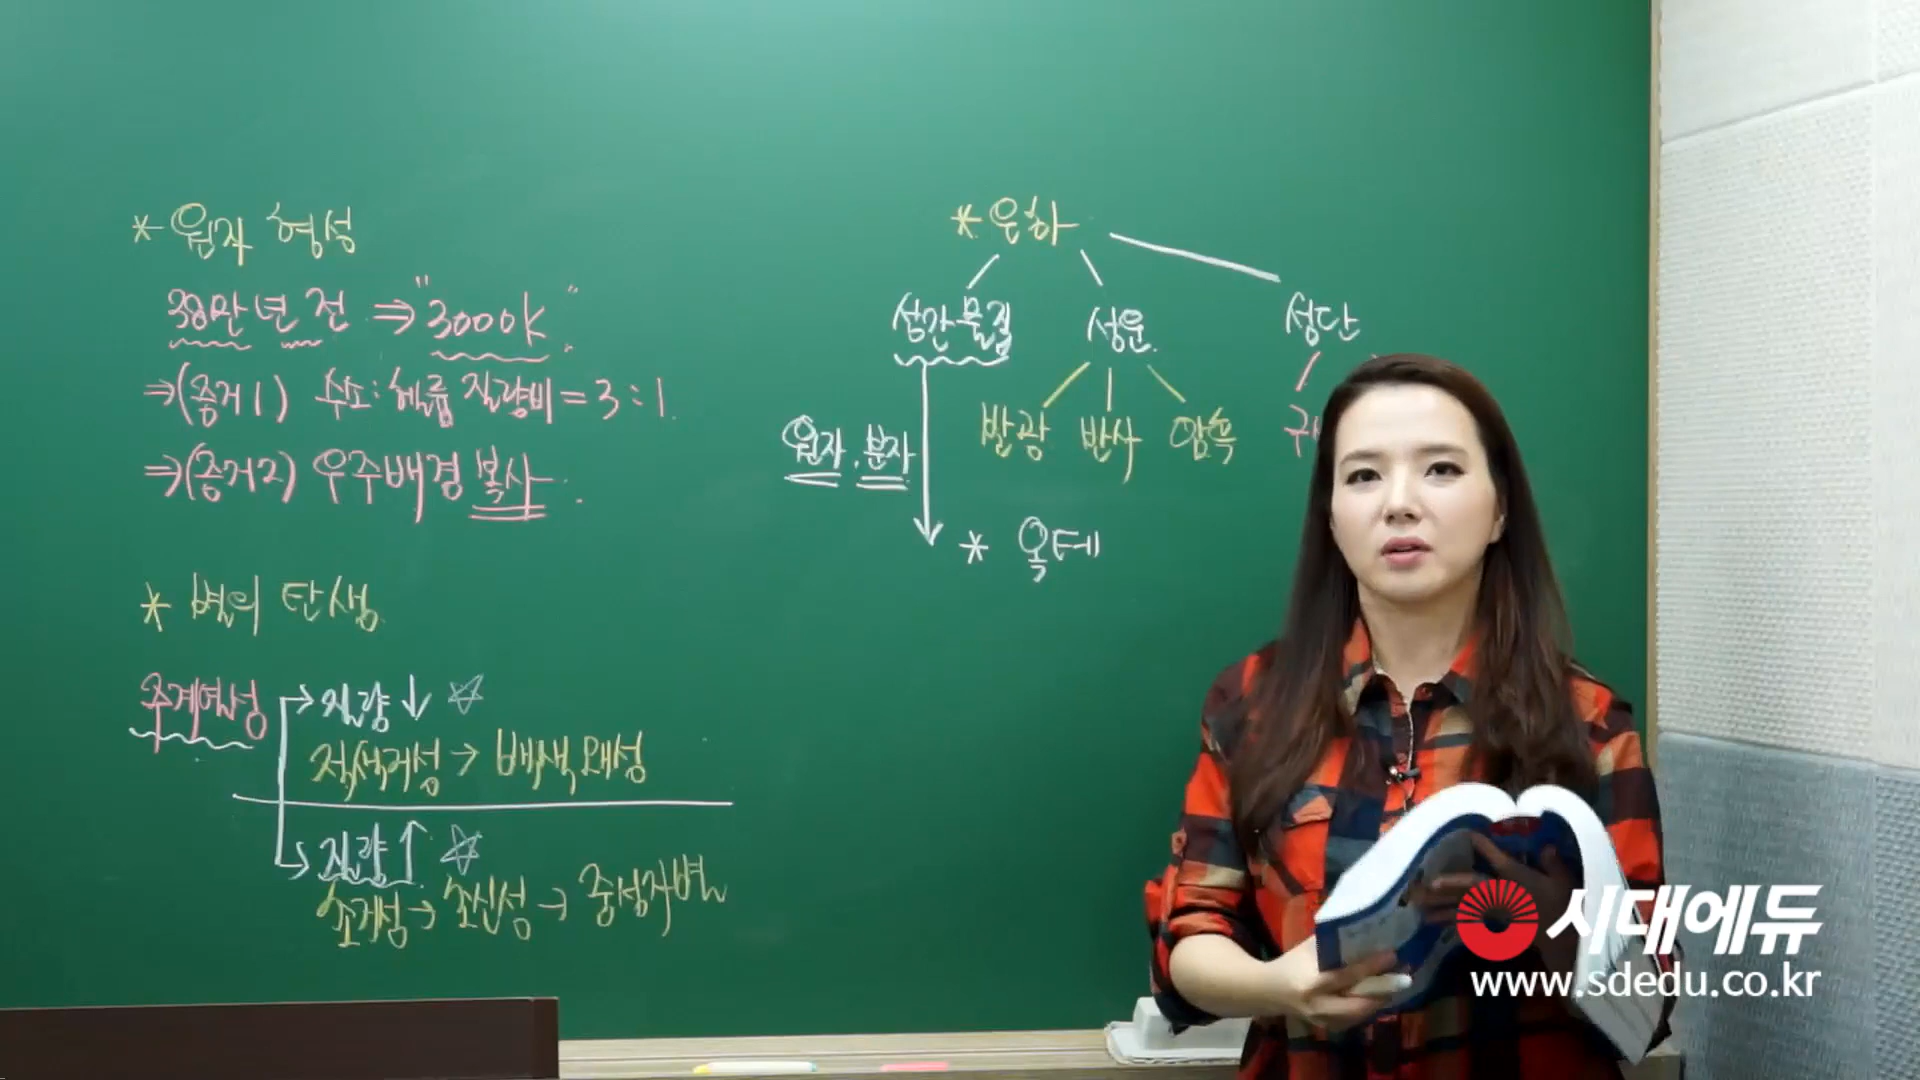 * 원자 형성
38만 년 전 ⇒ "3000K"
⇒(증거1) 수소:헬륨 질량비=3:1.
⇒(증거2) 우주배경 복사.
* 별의 탄생
주계열성
→ 질량↓ ☆
적색거성 → 백색왜성
→ 질량↑ ☆
초거성 → 초신성 → 중성자별
* 은하
성간물질 성운 성단
발광 반사 암흑
원자, 분자
* 옥테
시대에듀
www.sdedu.co.kr